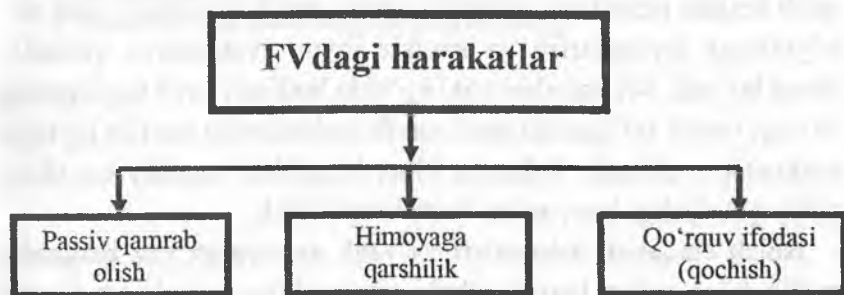 FVdagi harakatlar
Passiv qamrab
olish
Himoyaga
qarshilik
Qo‘rquv ifodasi
(qochish)